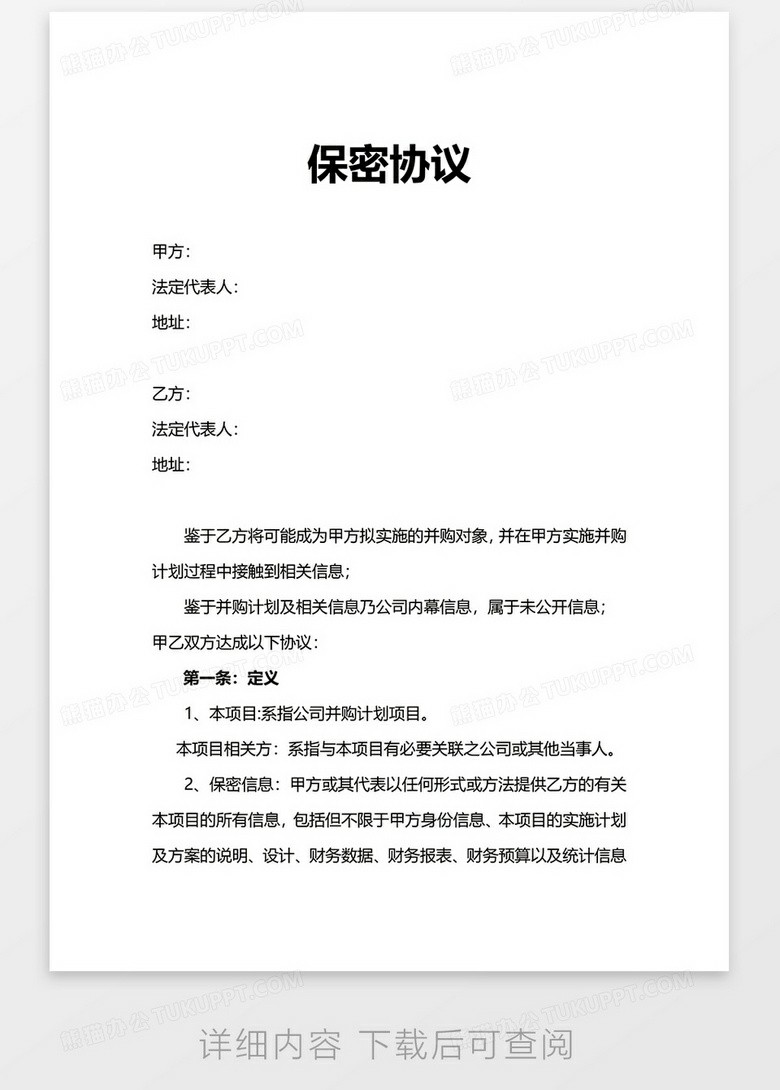 保密协议
甲方：
法定代表人：
地址：
乙方：
法定代表人：
地址：
鉴于乙方将可能成为甲方拟实施的并购对象，并在甲方实施并购
计划过程中接触到相关信息；
鉴于并购计划及相关信息乃公司内幕信息，属于未公开信息；
甲乙双方达成以下协议：
第一条：定义
1、本项目:系指公司并购计划项目。
本项目相关方：系指与本项目有必要关联之公司或其他当事人。
2、保密信息：甲方或其代表以任何形式或方法提供乙方的有关
本项目的所有信息，包括但不限于甲方身份信息、本项目的实施计划
及方案的说明、设计、财务数据、财务报表、财务预算以及统计信息
详细内容 下载后可查阅
熊猫办公 TUKUPPT.COM
熊猫办公 TUKUPPT.COM
熊猫办公 TUKUPPT.COM
熊猫办公 TUKUPPT.COM
熊猫办公 TUKUPPT.COM
熊猫办公 TUKUPPT.COM
熊猫办公 TUKUPPT.COM
熊猫办公 TUKUPPT.COM